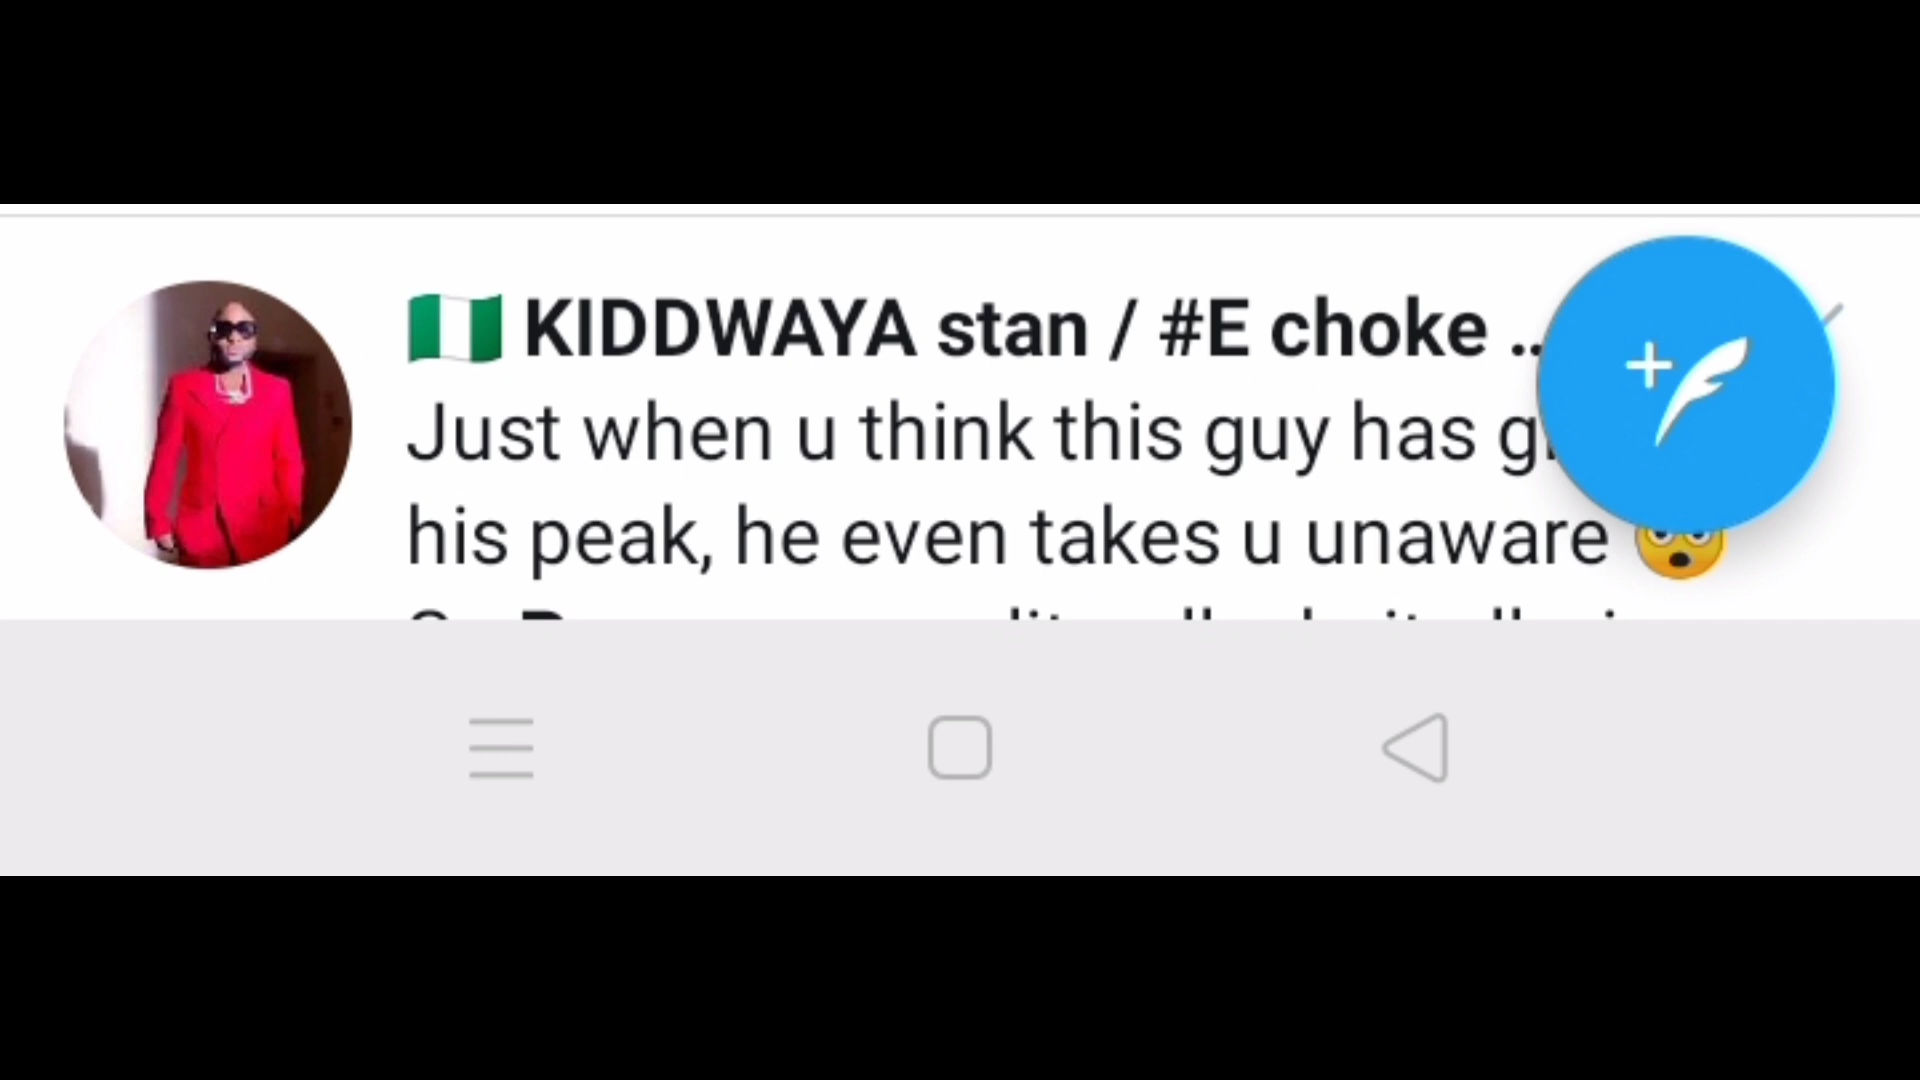 🇳🇬 KIDDWAYA stan / #E choke ...
Just when u think this guy has
his peak, he even takes u unaware